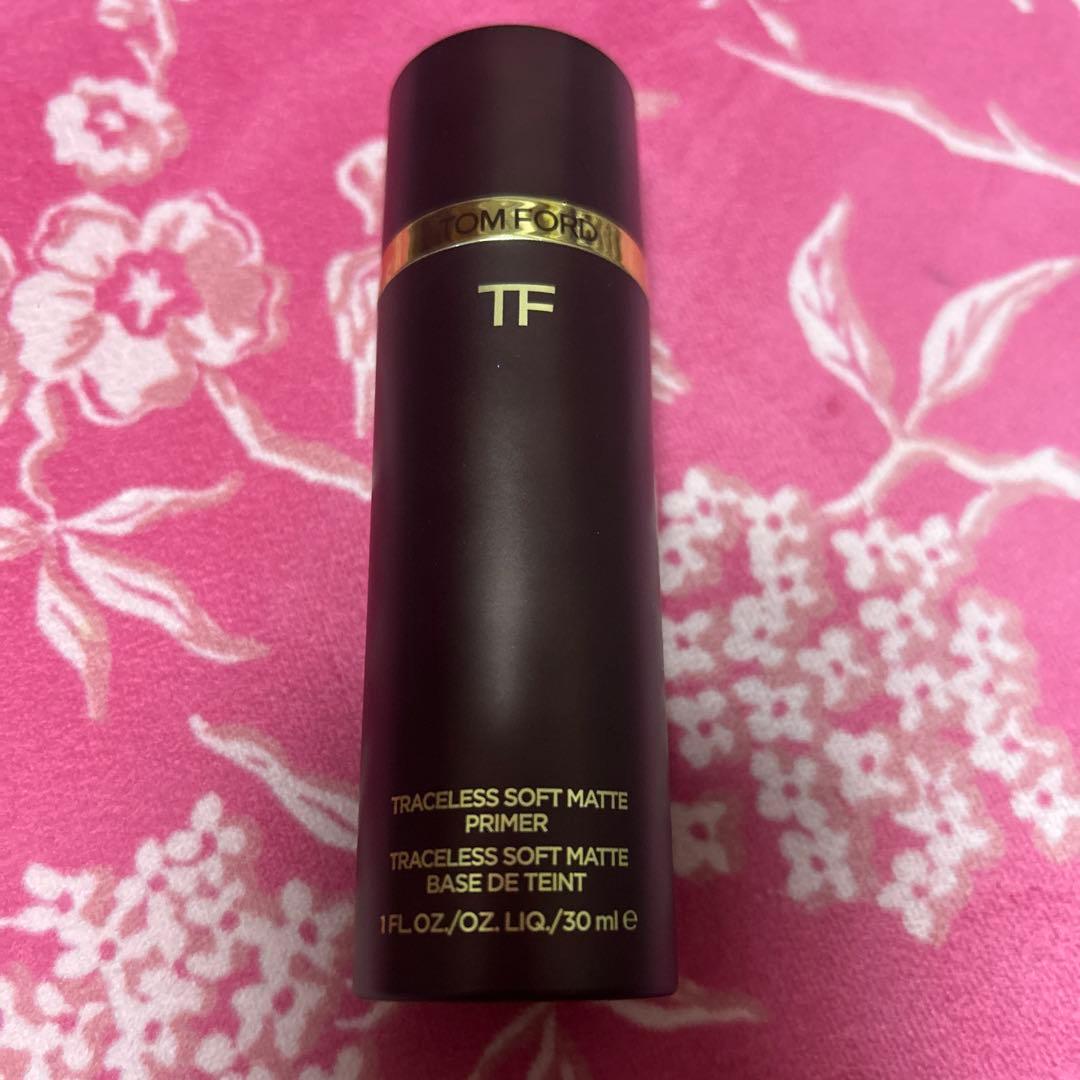 TOM FORD
TF
TRACELESS SOFT MATTE
PRIMER
TRACELESS SOFT MATTE
BASE DE TEINT
1 FL. OZ./OZ. LIQ./30 ml ℮